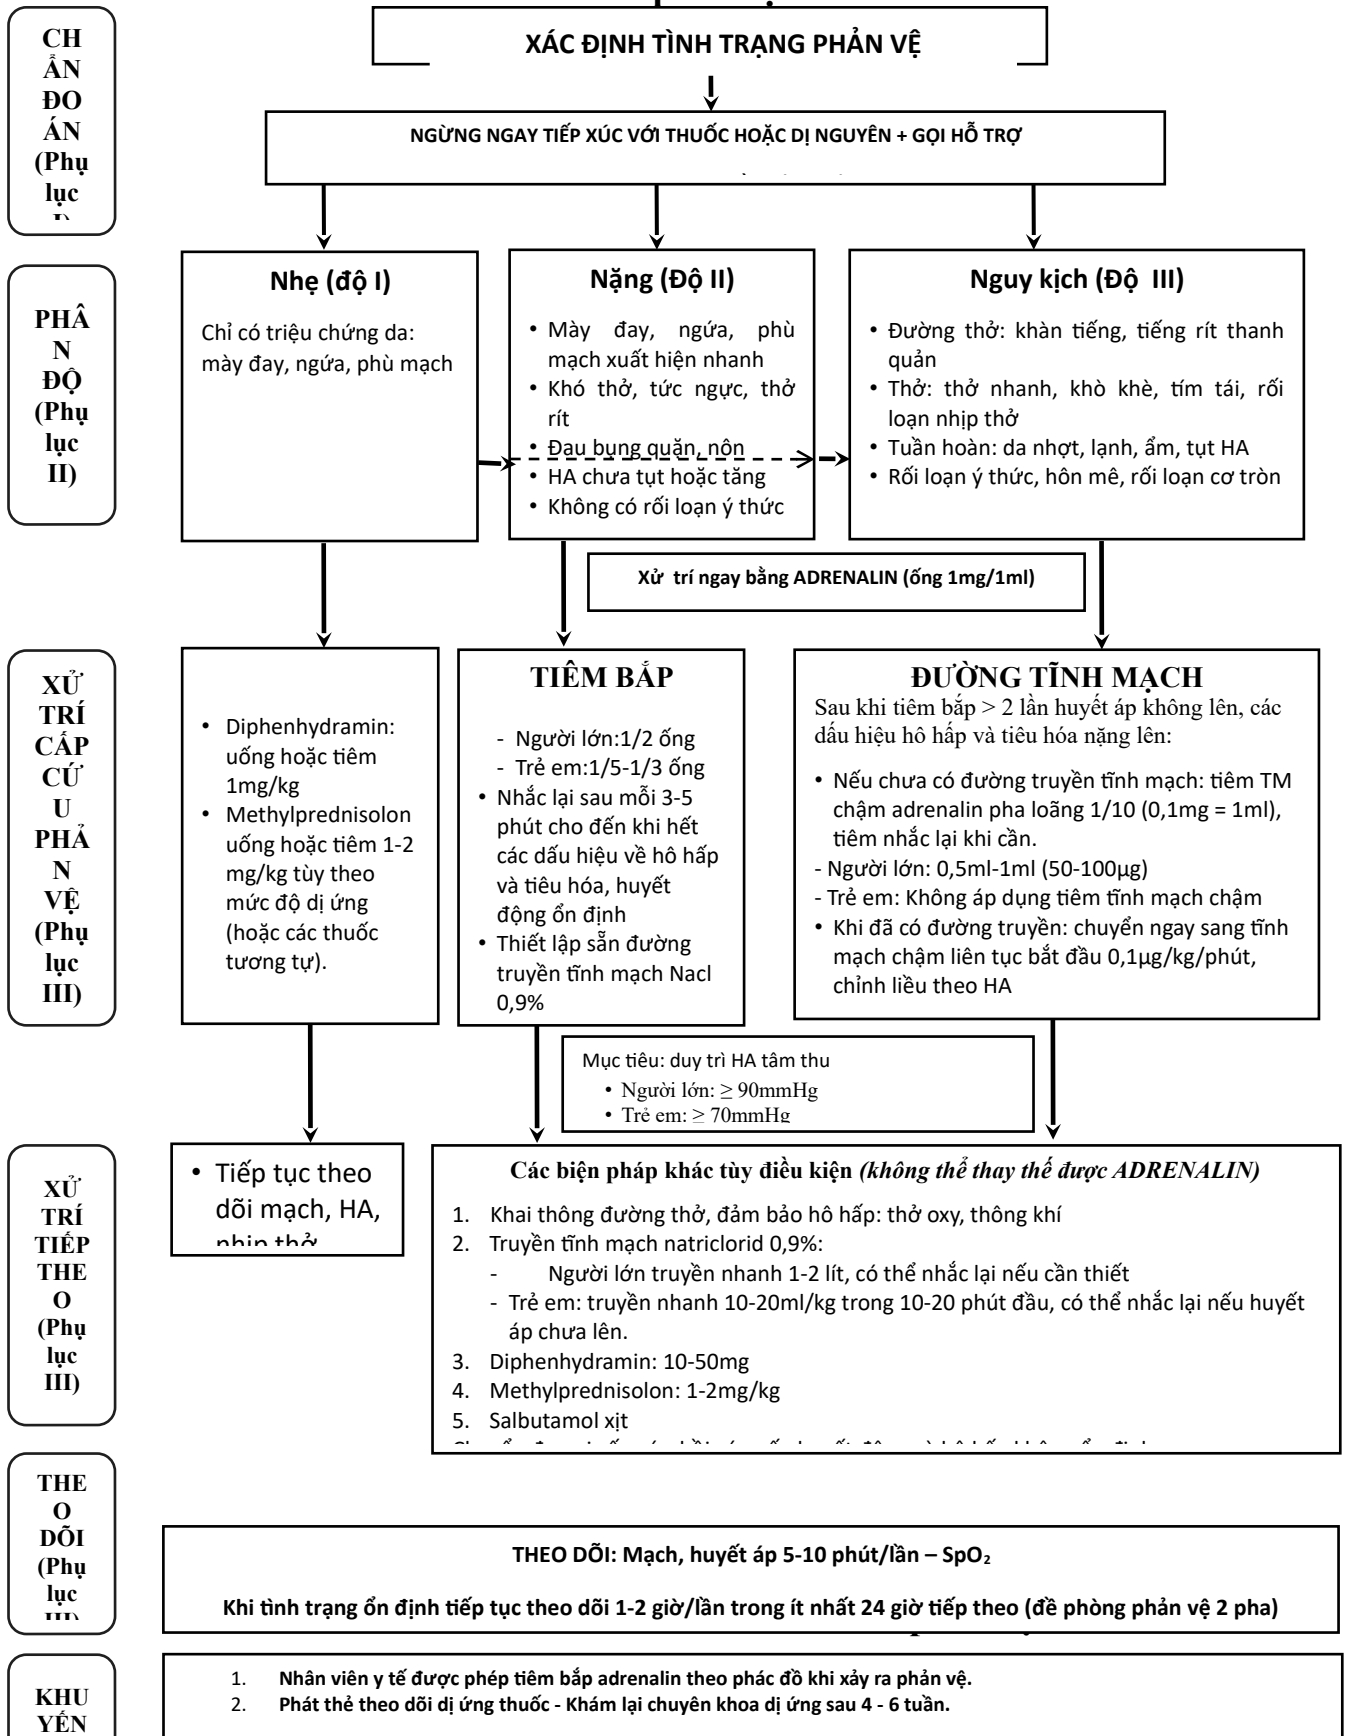 CH
ẨN
ĐO
ÁN
(Phụ
lục
XÁC ĐỊNH TÌNH TRẠNG PHẢN VỆ
NGỪNG NGAY TIẾP XÚC VỚI THUỐC HOẶC DỊ NGUYÊN + GỌI HỖ TRỢ
PHÂ
N
ĐỘ
(Phụ
lục
II)
Nhẹ (độ I)
Chỉ có triệu chứng da:
mày đay, ngứa, phù mạch
Nặng (Độ II)
• Mày đay, ngứa, phù
mạch xuất hiện nhanh
• Khó thở, tức ngực, thở
rít
• Đau bụng quặn, nôn
• HA chưa tụt hoặc tăng
• Không có rối loạn ý thức
Nguy kịch (Độ III)
• Đường thở: khàn tiếng, tiếng rít thanh
quản
• Thở: thở nhanh, khò khè, tím tái, rối
loạn nhịp thở
• Tuần hoàn: da nhợt, lạnh, ẩm, tụt HA
• Rối loạn ý thức, hôn mê, rối loạn cơ tròn
Xử trí ngay bằng ADRENALIN (ống 1mg/1ml)
XỬ
TRÍ
CẤP
CỨ
U
PHẢ
N
VỆ
(Phụ
lục
III)
• Diphenhydramin:
uống hoặc tiêm
1mg/kg
• Methylprednisolon
uống hoặc tiêm 1-2
mg/kg tùy theo
mức độ dị ứng
(hoặc các thuốc
tương tự).
TIÊM BẮP
- Người lớn:1/2 ống
- Trẻ em:1/5-1/3 ống
• Nhắc lại sau mỗi 3-5
phút cho đến khi hết
các dấu hiệu về hô hấp
và tiêu hóa, huyết
động ổn định
• Thiết lập sẵn đường
truyền tĩnh mạch Nacl
0,9%
ĐƯỜNG TĨNH MẠCH
Sau khi tiêm bắp > 2 lần huyết áp không lên, các
dấu hiệu hô hấp và tiêu hóa nặng lên:
• Nếu chưa có đường truyền tĩnh mạch: tiêm TM
chậm adrenalin pha loãng 1/10 (0,1mg = 1ml),
tiêm nhắc lại khi cần.
- Người lớn: 0,5ml-1ml (50-100µg)
- Trẻ em: Không áp dụng tiêm tĩnh mạch chậm
• Khi đã có đường truyền: chuyển ngay sang tĩnh
mạch chậm liên tục bắt đầu 0,1µg/kg/phút,
chỉnh liều theo HA
Mục tiêu: duy trì HA tâm thu
• Người lớn: ≥ 90mmHg
• Trẻ em: ≥ 70mmHg
XỬ
TRÍ
TIẾP
THE
O
(Phụ
lục
III)
• Tiếp tục theo
dõi mạch, HA,
nhịp thở
Các biện pháp khác tùy điều kiện (không thể thay thế được ADRENALIN)
1. Khai thông đường thở, đảm bảo hô hấp: thở oxy, thông khí
2. Truyền tĩnh mạch natriclorid 0,9%:
- Người lớn truyền nhanh 1-2 lít, có thể nhắc lại nếu cần thiết
- Trẻ em: truyền nhanh 10-20ml/kg trong 10-20 phút đầu, có thể nhắc lại nếu huyết
áp chưa lên.
3. Diphenhydramin: 10-50mg
4. Methylprednisolon: 1-2mg/kg
5. Salbutamol xịt
THE
O
DÕI
(Phụ
lục
III)
THEO DÕI: Mạch, huyết áp 5-10 phút/lần – SpO₂
Khi tình trạng ổn định tiếp tục theo dõi 1-2 giờ/lần trong ít nhất 24 giờ tiếp theo (đề phòng phản vệ 2 pha)
KHU
YẾN
1. Nhân viên y tế được phép tiêm bắp adrenalin theo phác đồ khi xảy ra phản vệ.
2. Phát thẻ theo dõi dị ứng thuốc - Khám lại chuyên khoa dị ứng sau 4 - 6 tuần.